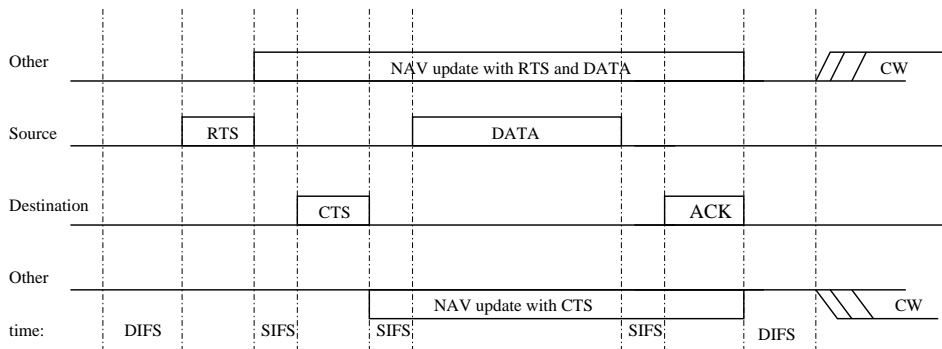 Other
NAV update with RTS and DATA
CW
Source
RTS
DATA
Destination
CTS
ACK
Other
NAV update with CTS
CW
time:
DIFS
SIFS
SIFS
SIFS
DIFS